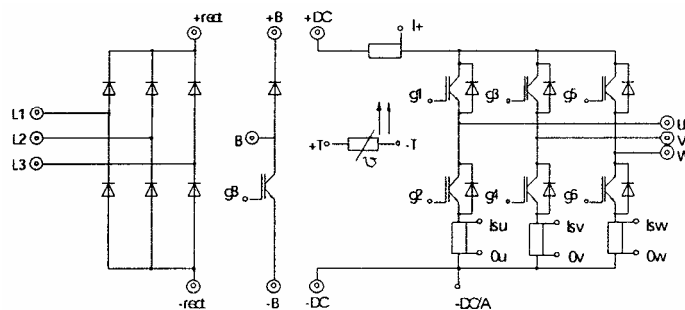 +rect +B +DC I+
g1 g3 g5
L1
L2
L3
B
+T -T
ϑ
U
V
W
gB
g2 g4 g6
Isu Isv Isw
0u 0v 0w
-rect -B -DC -DC/A